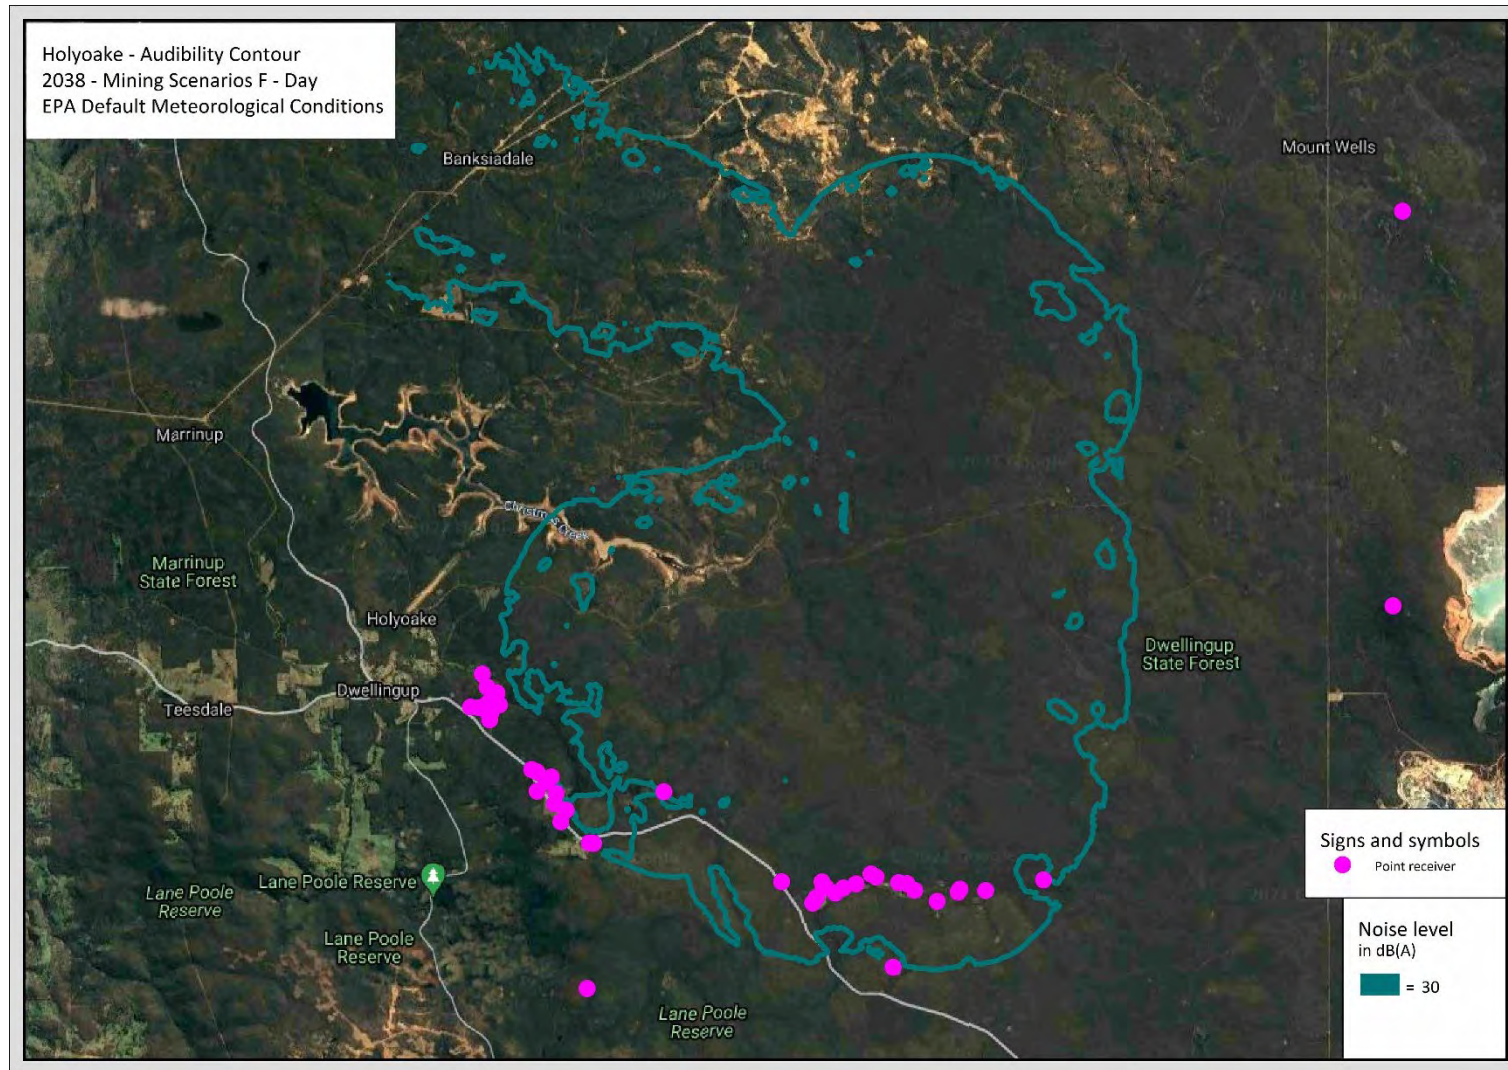 Holyoake - Audibility Contour
2038 - Mining Scenarios F - Day
EPA Default Meteorological Conditions
Banksiadale
Mount Wells
Marrinup
Christmas Creek
Marrinup
State Forest
Holyoake
Dwellingup
State Forest
Dwellingup
Teesdale
Signs and symbols
Point receiver
Lane Poole Reserve
Lane Poole
Reserve
Lane Poole
Reserve
Noise level
in dB(A)
= 30
Lane Poole
Reserve